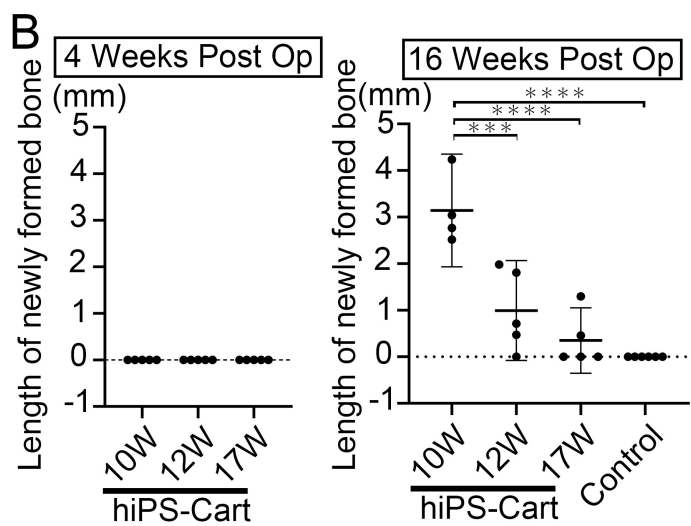 B
4 Weeks Post Op
Length of newly formed bone
(mm)
5
4
3
2
1
0
-1
10W
12W
17W
hiPS-Cart
16 Weeks Post Op
Length of newly formed bone
(mm)
****
****
***
5
4
3
2
1
0
-1
10W
12W
17W
Control
hiPS-Cart